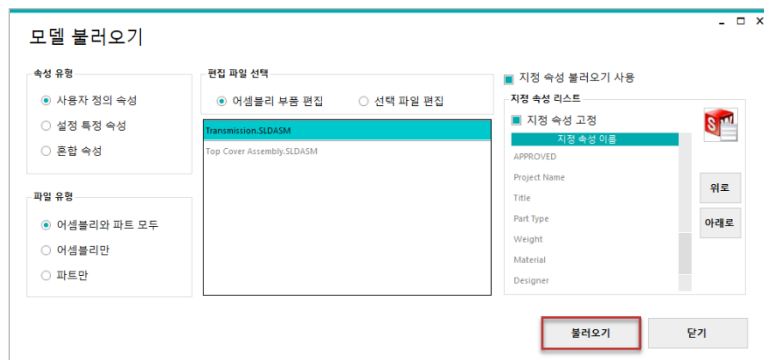 모델 불러오기
속성 유형
사용자 정의 속성
설정 특정 속성
혼합 속성
파일 유형
어셈블리와 파트 모두
어셈블리만
파트만
편집 파일 선택
어셈블리 부품 편집
선택 파일 편집
Transmission.SLDASM
Top Cover Assembly.SLDASM
지정 속성 불러오기 사용
지정 속성 리스트
지정 속성 고정
지정 속성 이름
APPROVED
Project Name
Title
Part Type
Weight
Material
Designer
SW
위로
아래로
불러오기
닫기